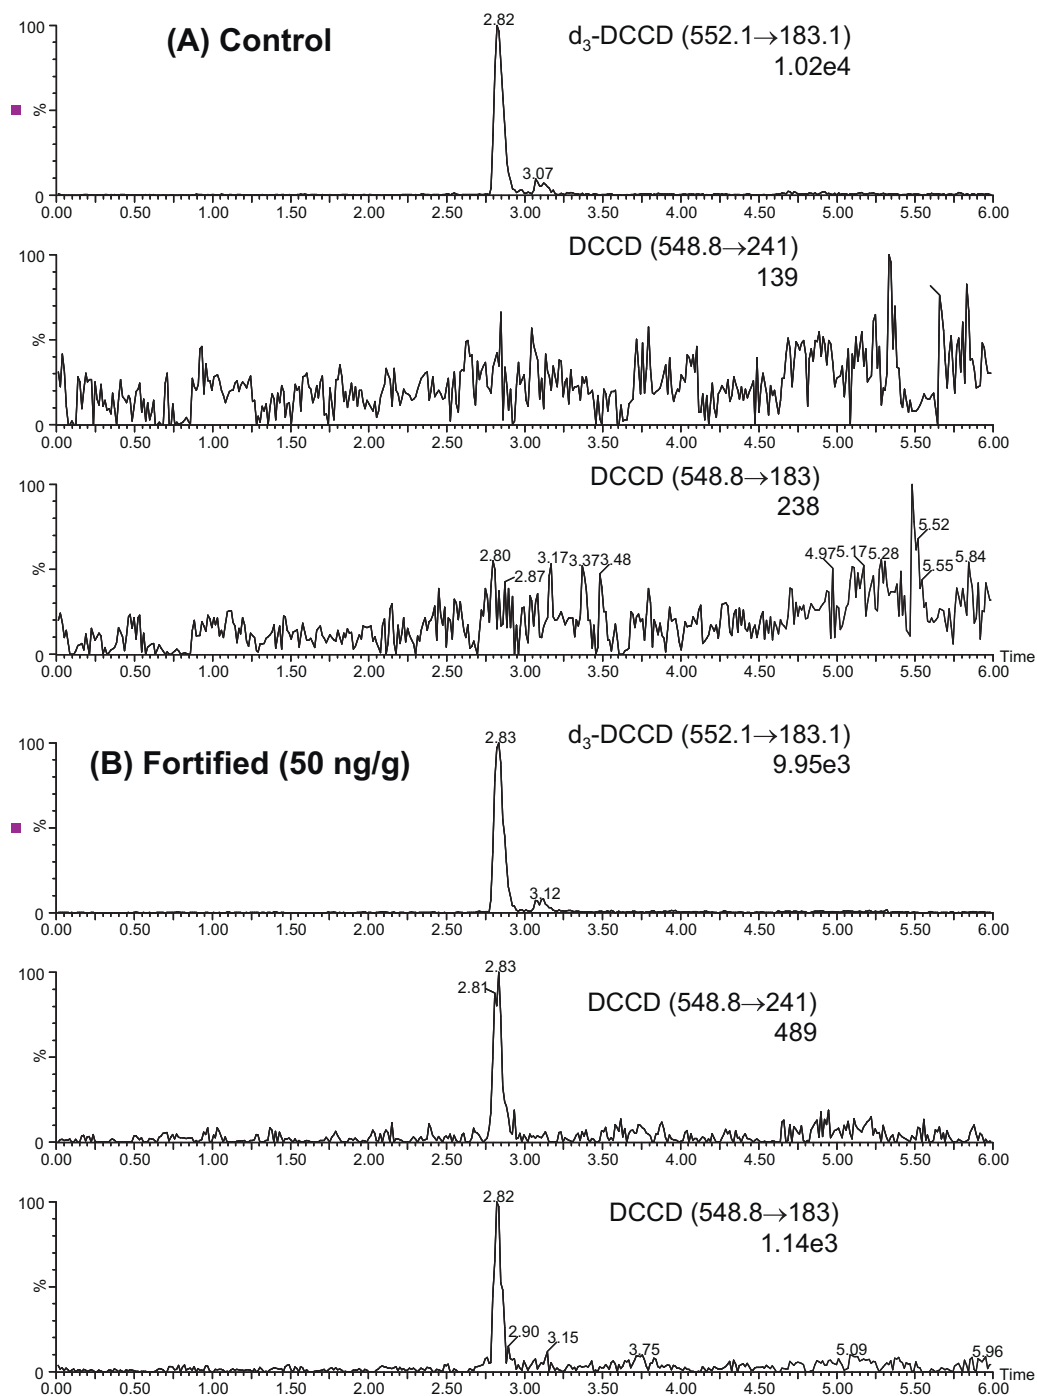 (A) Control
d3-DCCD (552.1→183.1)
1.02e4
2.82
3.07
100
%
0
0.00 0.50 1.00 1.50 2.00 2.50 3.00 3.50 4.00 4.50 5.00 5.50 6.00
DCCD (548.8→241)
139
100
%
0
0.00 0.50 1.00 1.50 2.00 2.50 3.00 3.50 4.00 4.50 5.00 5.50 6.00
DCCD (548.8→183)
238
100
%
0
2.80 2.87 3.17 3.37 3.48 4.97 5.17 5.28 5.52 5.55 5.84
Time
0.00 0.50 1.00 1.50 2.00 2.50 3.00 3.50 4.00 4.50 5.00 5.50 6.00
(B) Fortified (50 ng/g)
d3-DCCD (552.1→183.1)
9.95e3
2.83
3.12
100
%
0
0.00 0.50 1.00 1.50 2.00 2.50 3.00 3.50 4.00 4.50 5.00 5.50 6.00
DCCD (548.8→241)
489
2.83
2.81
100
%
0
0.00 0.50 1.00 1.50 2.00 2.50 3.00 3.50 4.00 4.50 5.00 5.50 6.00
DCCD (548.8→183)
1.14e3
2.82
2.90 3.15 3.75 5.09 5.96
100
%
0
Time
0.00 0.50 1.00 1.50 2.00 2.50 3.00 3.50 4.00 4.50 5.00 5.50 6.00